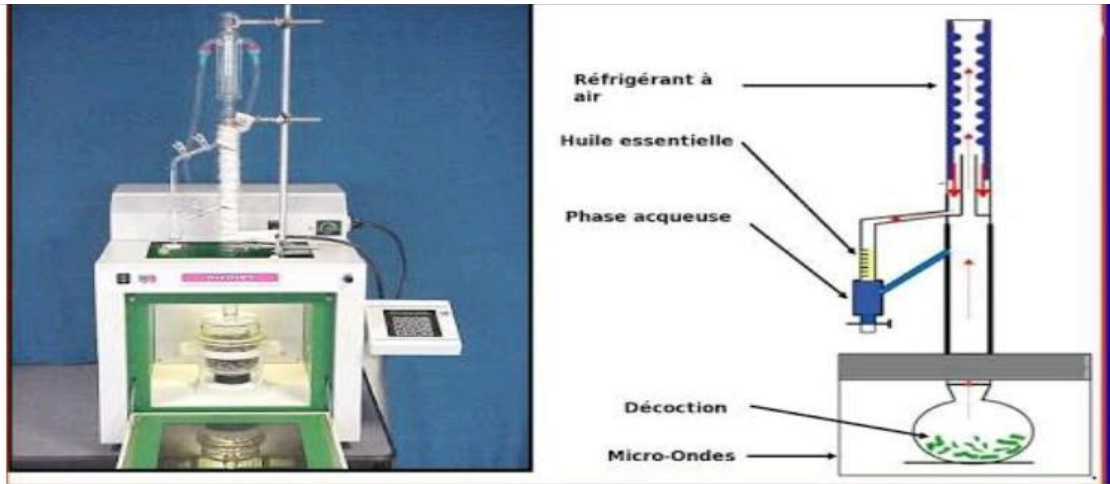 Réfrigérant à
air
Huile essentielle
Phase acqueuse
Décoction
Micro-Ondes